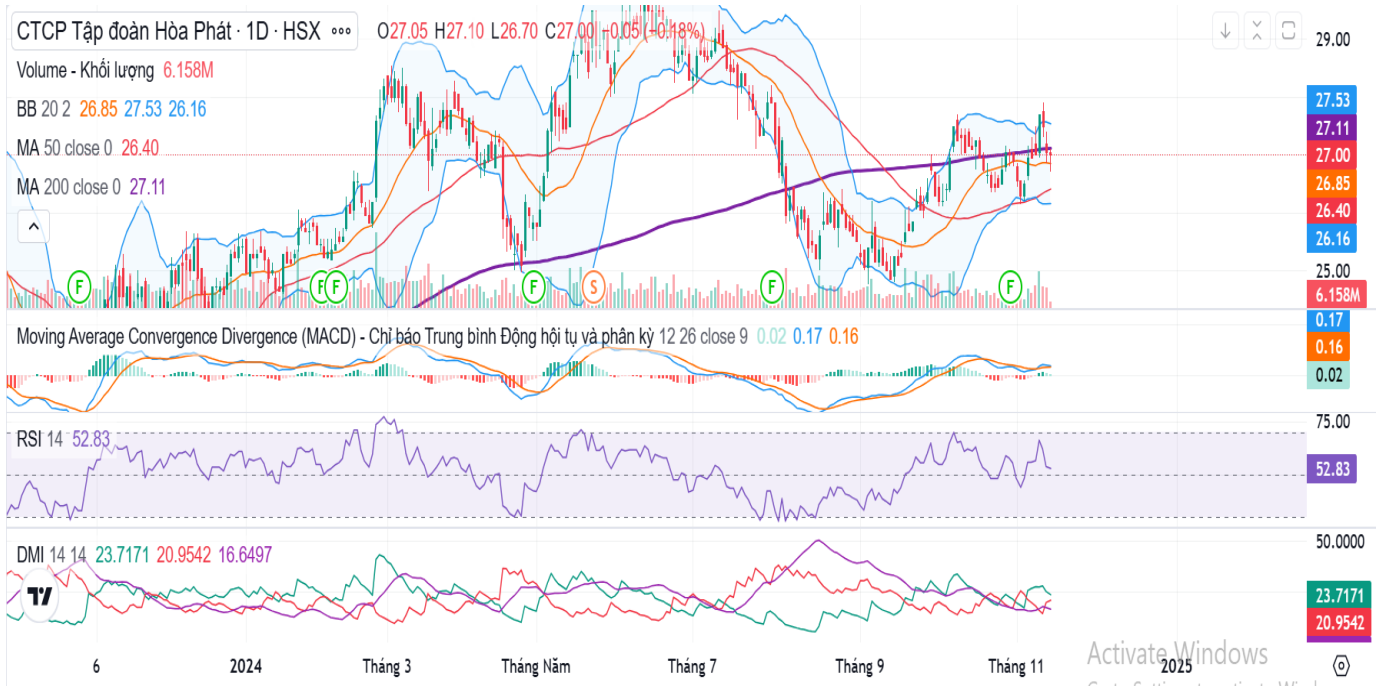 CTCP Tập đoàn Hòa Phát · 1D · HSX ••• O27.05 H27.10 L26.70 C27.00 −0.05 (−0.18%)
Volume - Khối lượng 6.158M
BB 20 2 26.85 27.53 26.16
MA 50 close 0 26.40
MA 200 close 0 27.11
29.00
27.53
27.11
27.00
26.85
26.40
26.16
25.00
6.158M
F
F
F
F
S
F
F
Moving Average Convergence Divergence (MACD) - Chỉ báo Trung bình Động hội tụ và phân kỳ 12 26 close 9 0.02 0.17 0.16
0.17
0.16
0.02
RSI 14 52.83
75.00
52.83
DMI 14 14 23.7171 20.9542 16.6497
50.0000
23.7171
20.9542
6 2024 Tháng 3 Tháng Năm Tháng 7 Tháng 9 Tháng 11 2025
Activate Windows